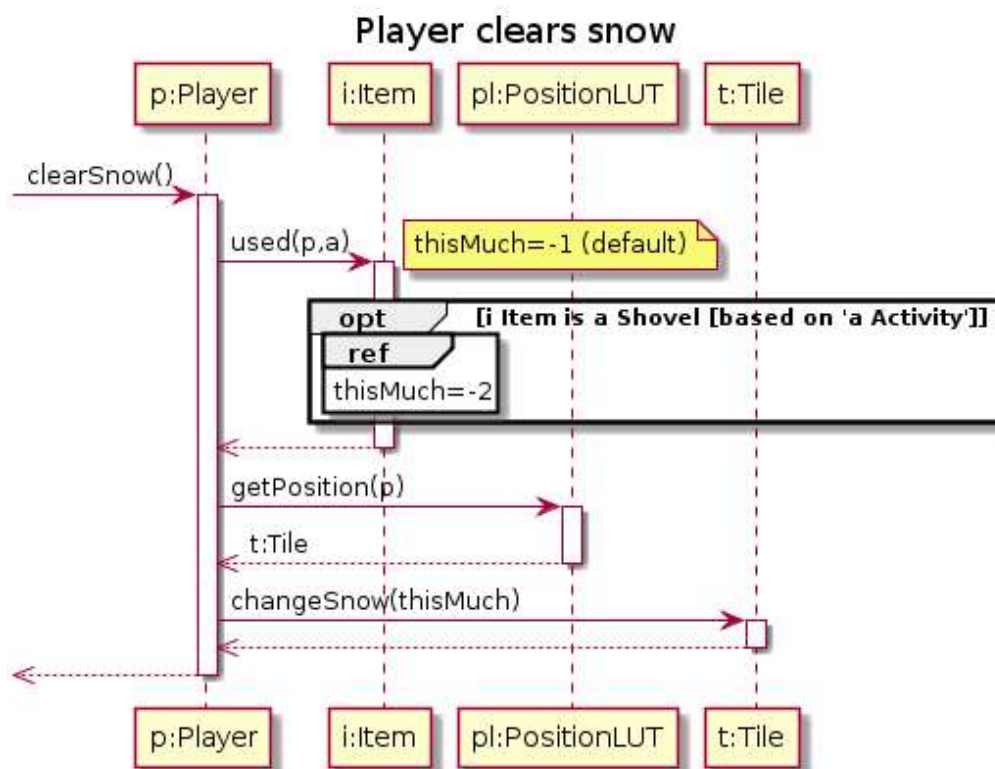 Player clears snow
p:Player i:Item pl:PositionLUT t:Tile
clearSnow()
used(p,a)
thisMuch=-1 (default)
opt [i Item is a Shovel [based on 'a Activity']]
ref
thisMuch=-2
getPosition(p)
t:Tile
changeSnow(thisMuch)
p:Player i:Item pl:PositionLUT t:Tile